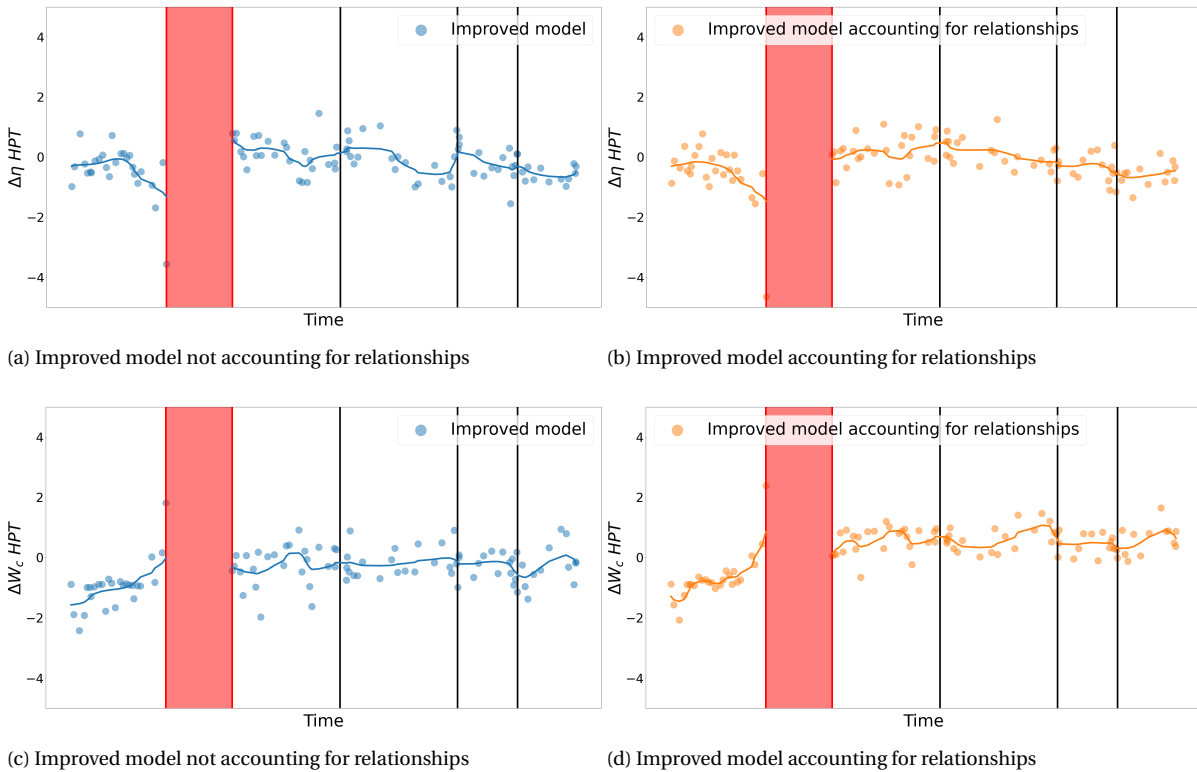 4
2
0
−2
−4
Δη HPT
Improved model
Time
4
2
0
−2
−4
Δη HPT
Improved model accounting for relationships
Time
(a) Improved model not accounting for relationships
(b) Improved model accounting for relationships
4
2
0
−2
−4
ΔW_c HPT
Improved model
Time
4
2
0
−2
−4
ΔW_c HPT
Improved model accounting for relationships
Time
(c) Improved model not accounting for relationships
(d) Improved model accounting for relationships